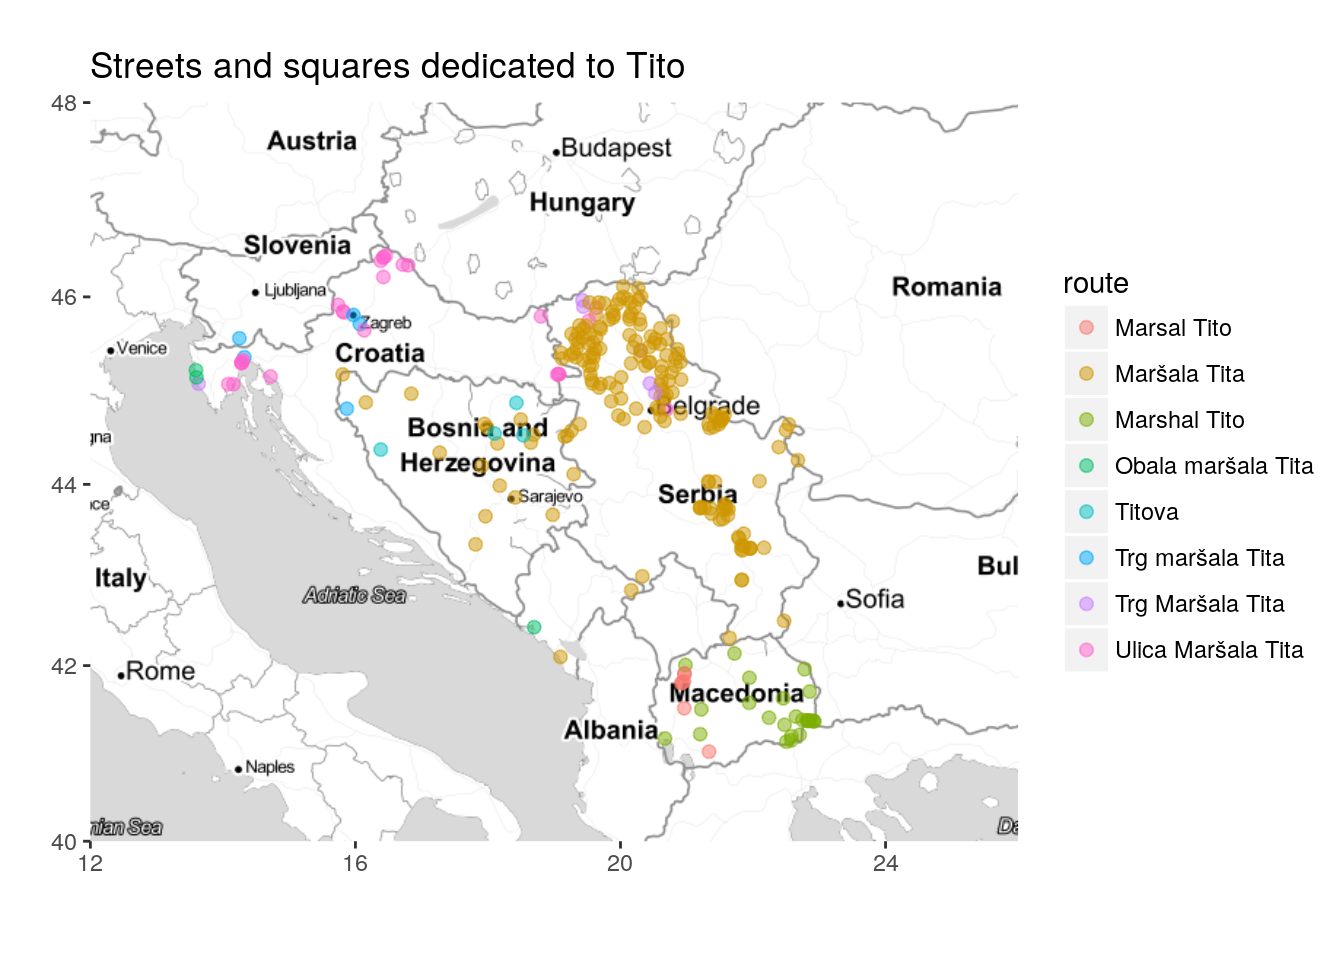 Streets and squares dedicated to Tito
48
46
44
42
40
12
16
20
24
Austria
Budapest
Hungary
Slovenia
Ljubljana
Romania
Venice
Zagreb
Croatia
Belgrade
Bosnia and
Herzegovina
gna
Sarajevo
Serbia
nce
Italy
Adriatic Sea
Bul
Sofia
Rome
Macedonia
Albania
Naples
nian Sea
Da
route
Marsal Tito
Maršala Tita
Marshal Tito
Obala maršala Tita
Titova
Trg maršala Tita
Trg Maršala Tita
Ulica Maršala Tita